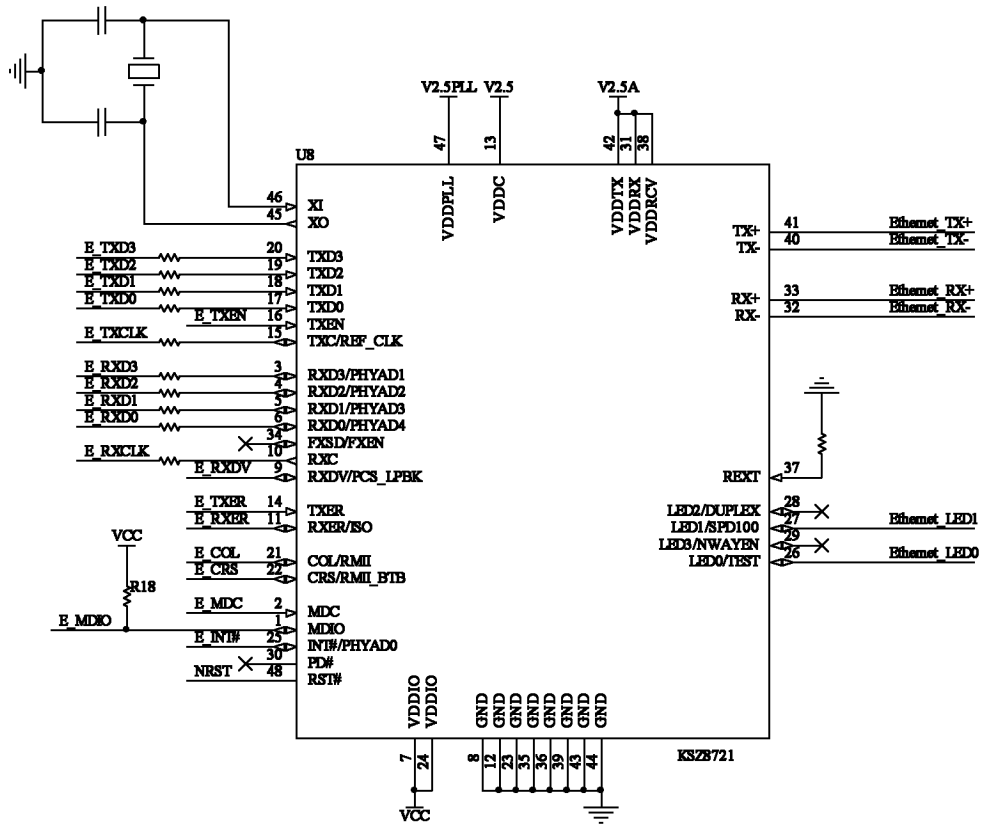 V2.5PLL V2.5 V2.5A
47 13 42 31 38
U8
VDDPLL VDDC VDDTX VDDRX VDDRCV
46 XI
45 XO
E_TXD3 20 TXD3
E_TXD2 19 TXD2
E_TXD1 18 TXD1
E_TXD0 17 TXD0
E_TXEN 16 TXEN
E_TXCLK 15 TXC/REF_CLK
E_RXD3 3 RXD3/PHYAD1
E_RXD2 4 RXD2/PHYAD2
E_RXD1 5 RXD1/PHYAD3
E_RXD0 6 RXD0/PHYAD4
34 FXSD/FXEN
E_RXCLK 10 RXC
E_RXDV 9 RXDV/PCS_LPBK
E_TXER 14 TXER
E_RXER 11 RXER/ISO
E_COL 21 COL/RMII
E_CRS 22 CRS/RMII_BTB
E_MDC 2 MDC
VCC
R18
E_MDIO 1 MDIO
E_INT# 25 INT#/PHYAD0
30 PD#
NRST 48 RST#
TX+ 41 Ethernet_TX+
TX- 40 Ethernet_TX-
RX+ 33 Ethernet_RX+
RX- 32 Ethernet_RX-
REXT 37
LED2/DUPLEX 28
LED1/SPD100 27 Ethernet_LED1
LED3/NWAYEN 29
LED0/TEST 26 Ethernet_LED0
VDDIO VDDIO GND GND GND GND GND GND GND GND
7 24 8 12 23 35 36 39 43 44
KSZ8721
VCC